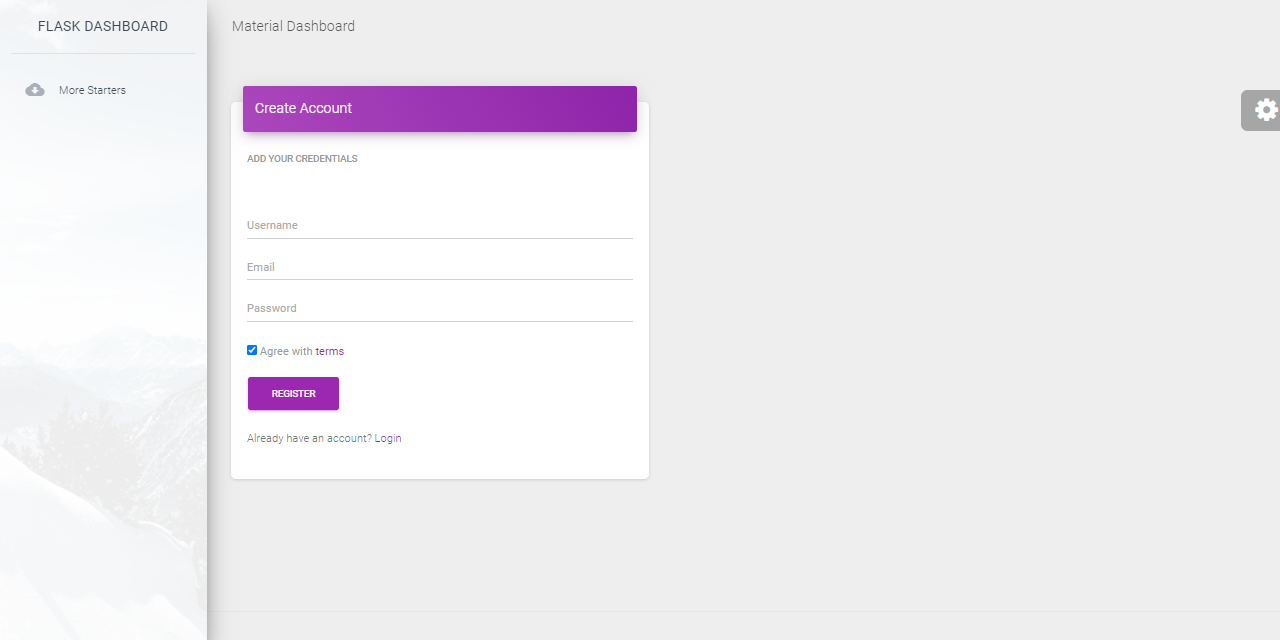 FLASK DASHBOARD
More Starters
Material Dashboard
Create Account
ADD YOUR CREDENTIALS
Username
Email
Password
Agree with terms
REGISTER
Already have an account? Login